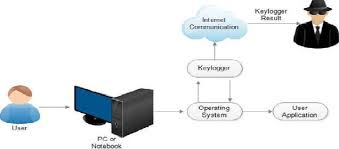 Internet
Communication
Keylogger
Result
Keylogger
User
PC or
Notebook
Operating
System
User
Application